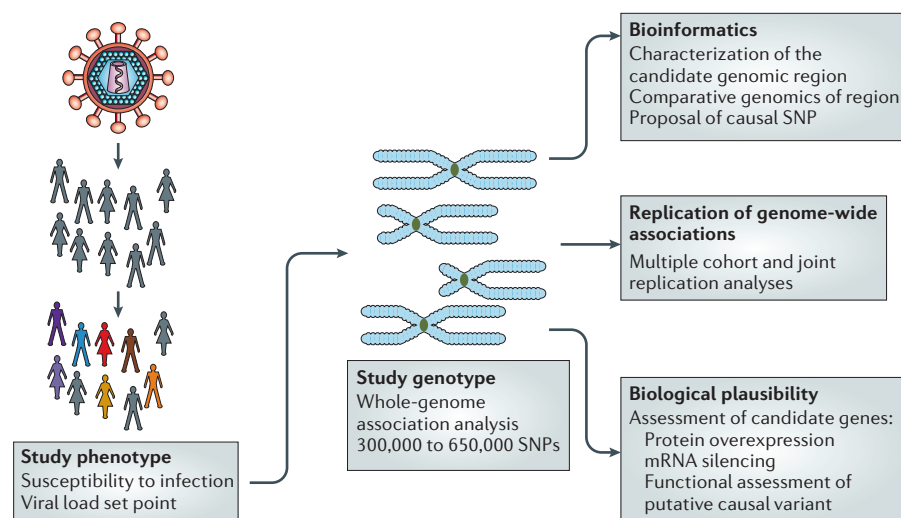 Study phenotype
Susceptibility to infection
Viral load set point
Study genotype
Whole-genome
association analysis
300,000 to 650,000 SNPs
Bioinformatics
Characterization of the
candidate genomic region
Comparative genomics of region
Proposal of causal SNP
Replication of genome-wide
associations
Multiple cohort and joint
replication analyses
Biological plausibility
Assessment of candidate genes:
Protein overexpression
mRNA silencing
Functional assessment of
putative causal variant